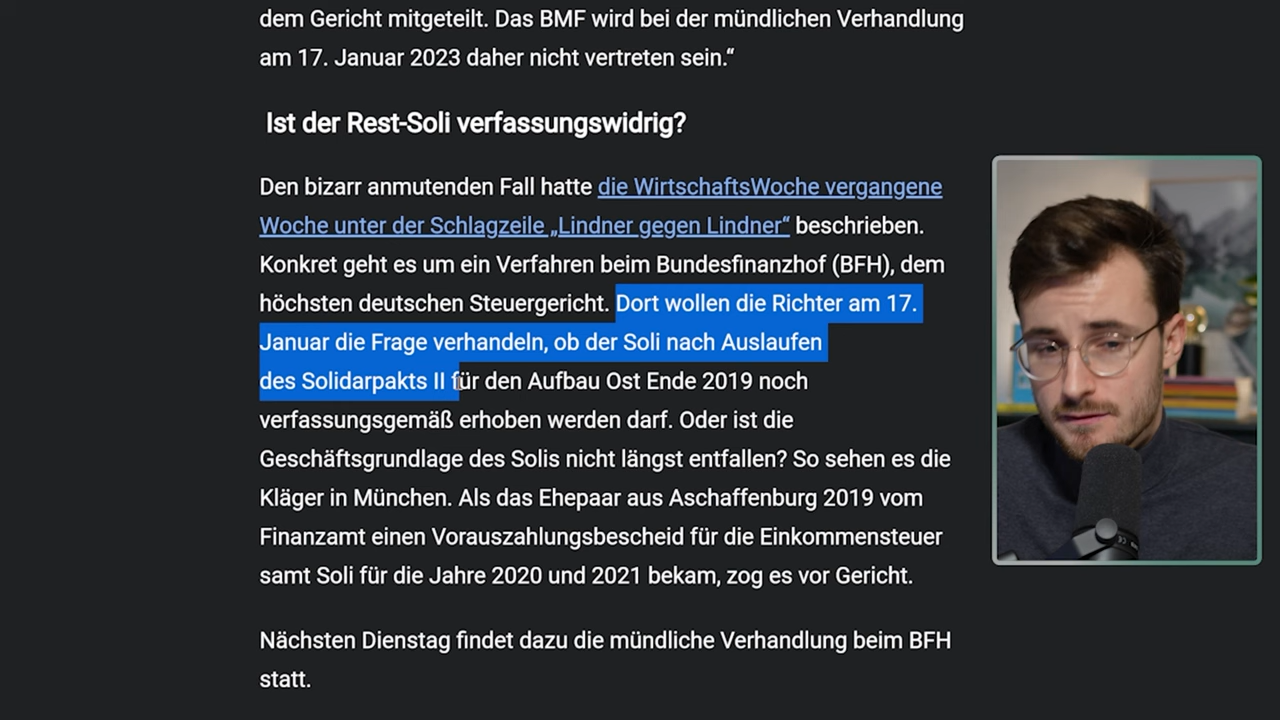 dem Gericht mitgeteilt. Das BMF wird bei der mündlichen Verhandlung
am 17. Januar 2023 daher nicht vertreten sein.“
Ist der Rest-Soli verfassungswidrig?
Den bizarr anmutenden Fall hatte die WirtschaftsWoche vergangene
Woche unter der Schlagzeile „Lindner gegen Lindner“ beschrieben.
Konkret geht es um ein Verfahren beim Bundesfinanzhof (BFH), dem
höchsten deutschen Steuergericht. Dort wollen die Richter am 17.
Januar die Frage verhandeln, ob der Soli nach Auslaufen
des Solidarpakts II für den Aufbau Ost Ende 2019 noch
verfassungsgemäß erhoben werden darf. Oder ist die
Geschäftsgrundlage des Solis nicht längst entfallen? So sehen es die
Kläger in München. Als das Ehepaar aus Aschaffenburg 2019 vom
Finanzamt einen Vorauszahlungsbescheid für die Einkommensteuer
samt Soli für die Jahre 2020 und 2021 bekam, zog es vor Gericht.
Nächsten Dienstag findet dazu die mündliche Verhandlung beim BFH
statt.